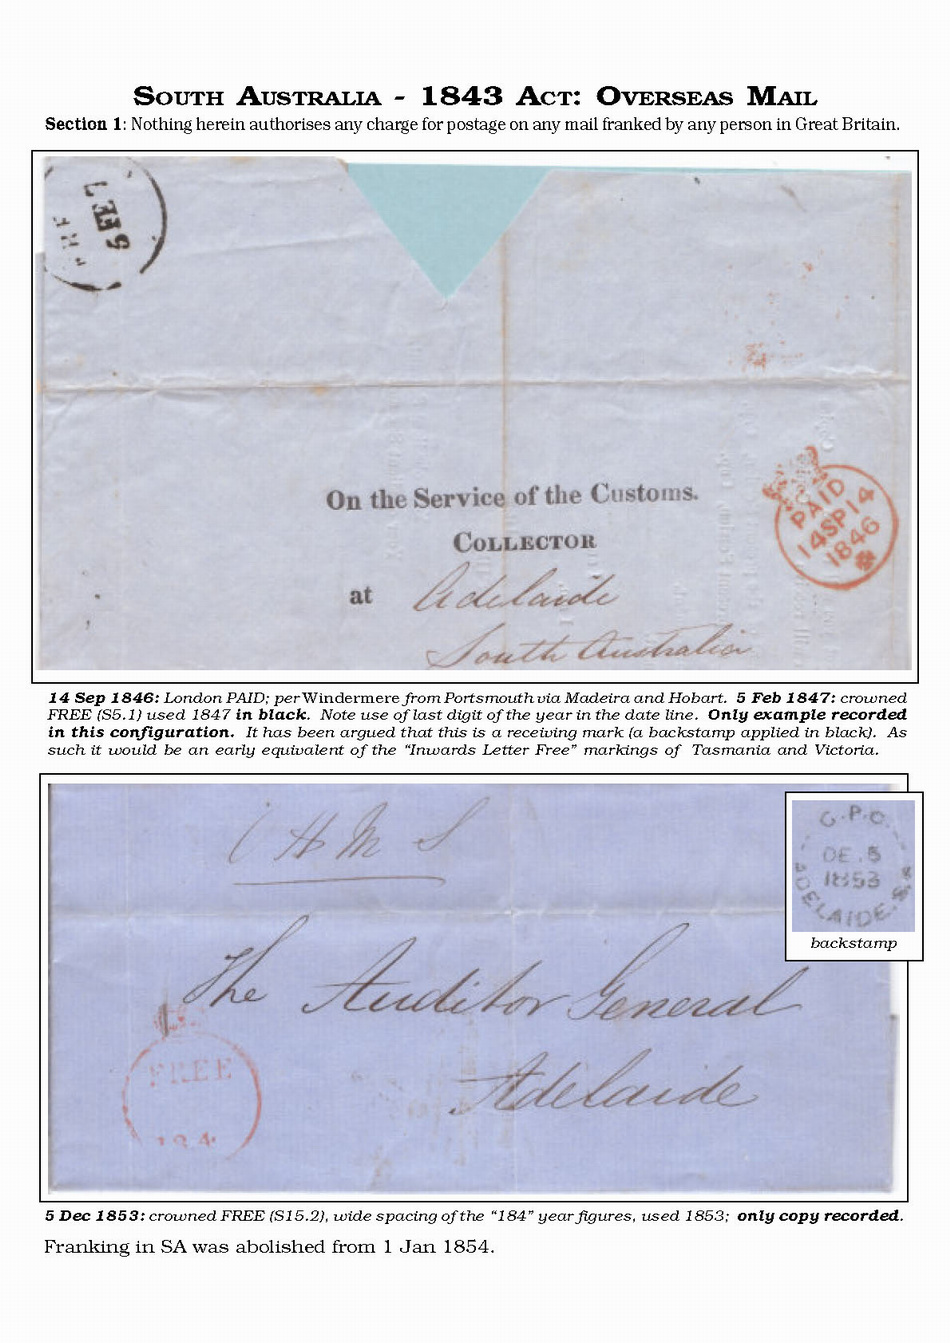 SOUTH AUSTRALIA - 1843 ACT: OVERSEAS MAIL
Section 1: Nothing herein authorises any charge for postage on any mail franked by any person in Great Britain.
5 FE 7
On the Service of the Customs.
COLLECTOR
at Adelaide
South Australia
PAID
14SP14
1846
14 Sep 1846: London PAID; per Windermere from Portsmouth via Madeira and Hobart. 5 Feb 1847: crowned
FREE (S5.1) used 1847 in black. Note use of last digit of the year in the date line. Only example recorded
in this configuration. It has been argued that this is a receiving mark (a backstamp applied in black). As
such it would be an early equivalent of the “Inwards Letter Free” markings of Tasmania and Victoria.
H M S
G.P.O.
DE. 5
1853
ADELAIDE. S
backstamp
The Auditor General
Adelaide
FREE
184
5 Dec 1853: crowned FREE (S15.2), wide spacing of the “184” year figures, used 1853; only copy recorded.
Franking in SA was abolished from 1 Jan 1854.